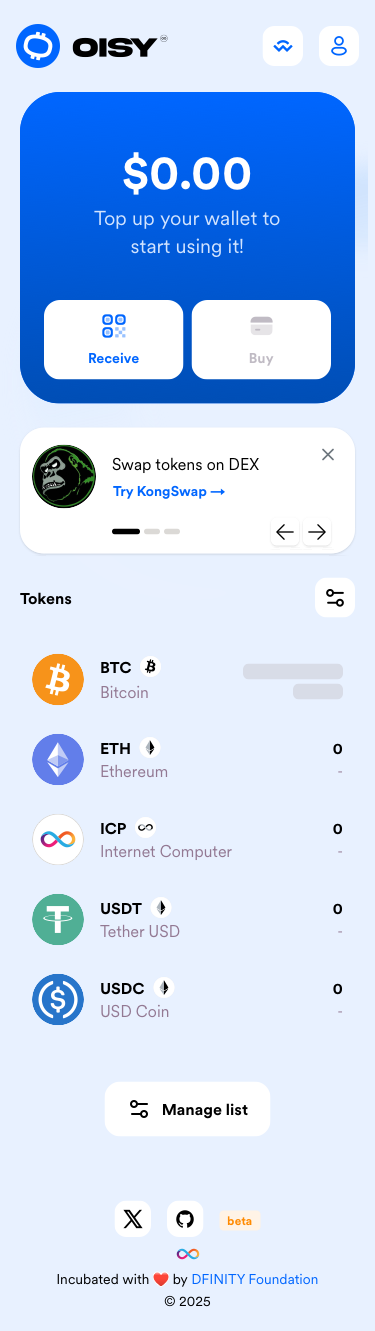 OISY
$0.00
Top up your wallet to
start using it!
Receive
Buy
Swap tokens on DEX
Try KongSwap →
Tokens
BTC
Bitcoin
ETH
0
Ethereum
-
ICP
0
Internet Computer
-
USDT
0
Tether USD
-
USDC
0
USD Coin
-
Manage list
beta
Incubated with ❤️ by DFINITY Foundation
© 2025